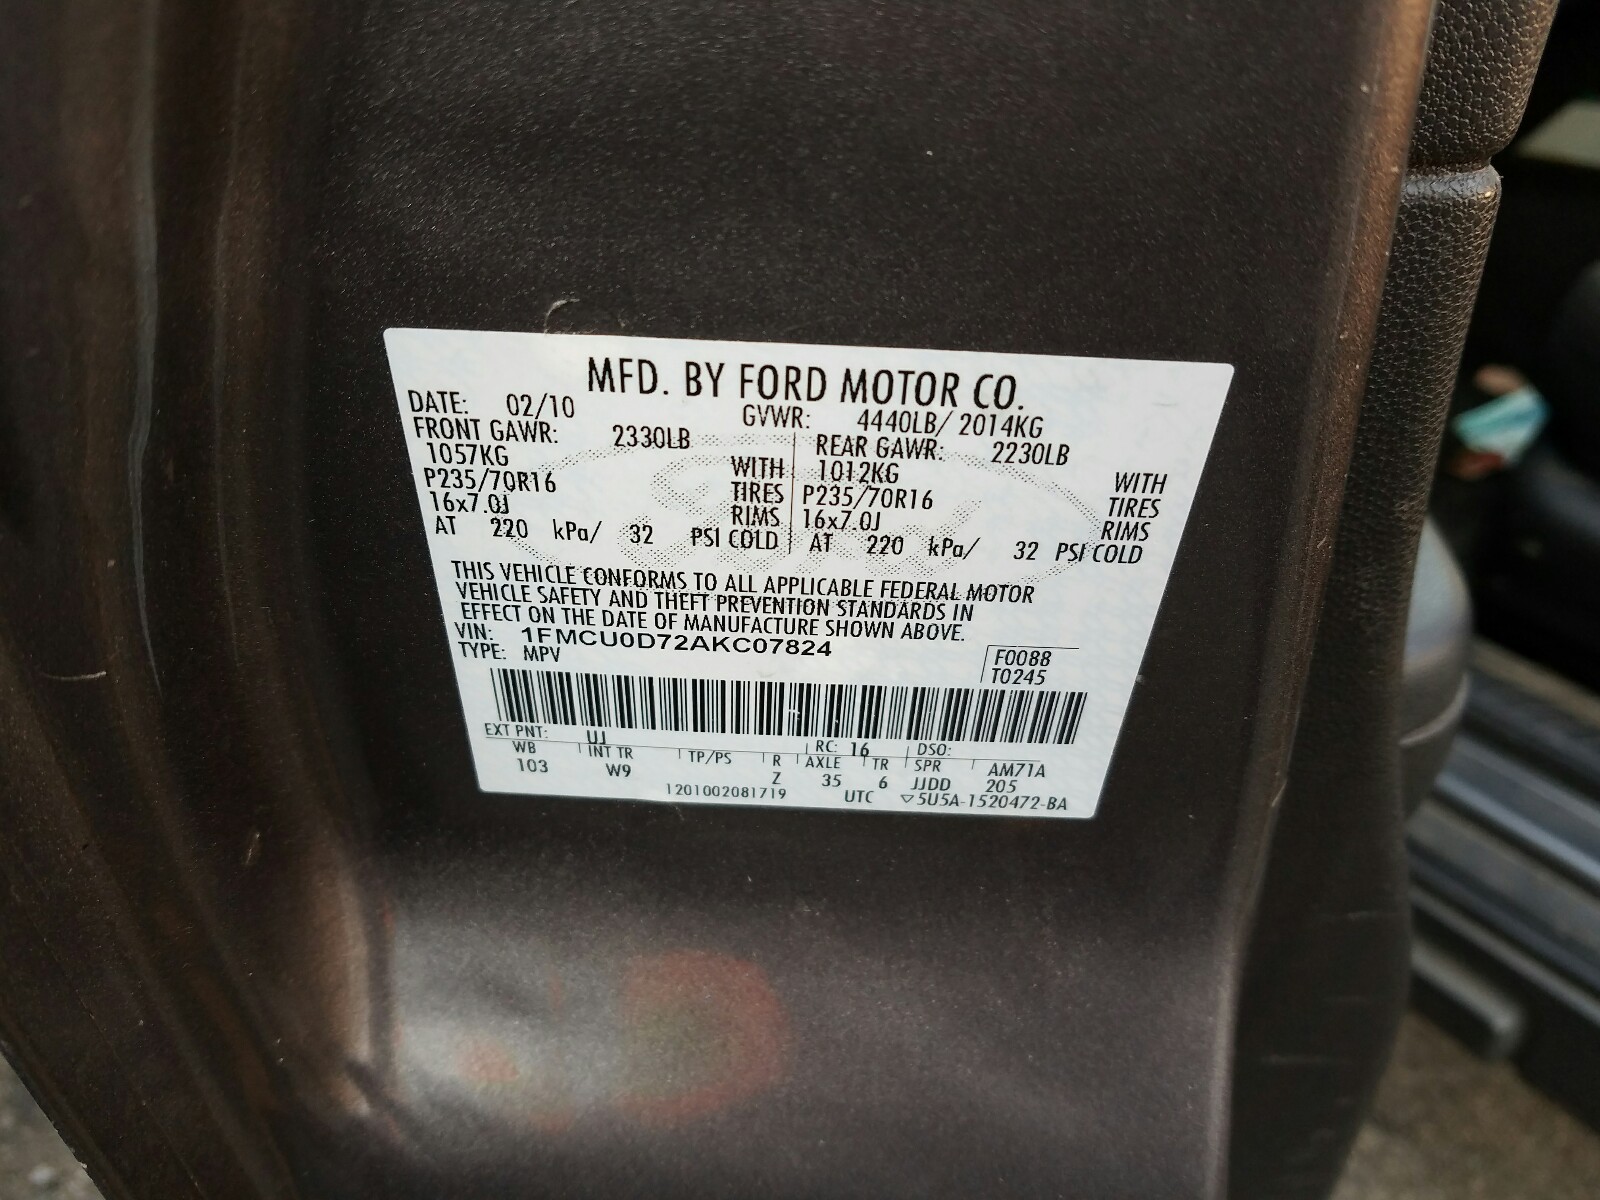 MFD. BY FORD MOTOR CO.
DATE: 02/10 GVWR: 4440LB/ 2014KG
FRONT GAWR: 2330LB REAR GAWR: 2230LB
1057KG WITH 1012KG WITH
P235/70R16 TIRES P235/70R16 TIRES
16x7.0J RIMS 16x7.0J RIMS
AT 220 kPa/ 32 PSI COLD AT 220 kPa/ 32 PSI COLD
Ford
THIS VEHICLE CONFORMS TO ALL APPLICABLE FEDERAL MOTOR
VEHICLE SAFETY AND THEFT PREVENTION STANDARDS IN
EFFECT ON THE DATE OF MANUFACTURE SHOWN ABOVE.
VIN: 1FMCU0D72AKC07824
TYPE: MPV
F0088
T0245
EXT PNT: UJ RC: 16 DSO:
WB INT TR TP/PS R AXLE TR SPR AM71A
103 W9 Z 35 6 JJDD 205
1201002081719 UTC ▽5U5A-1520472-BA